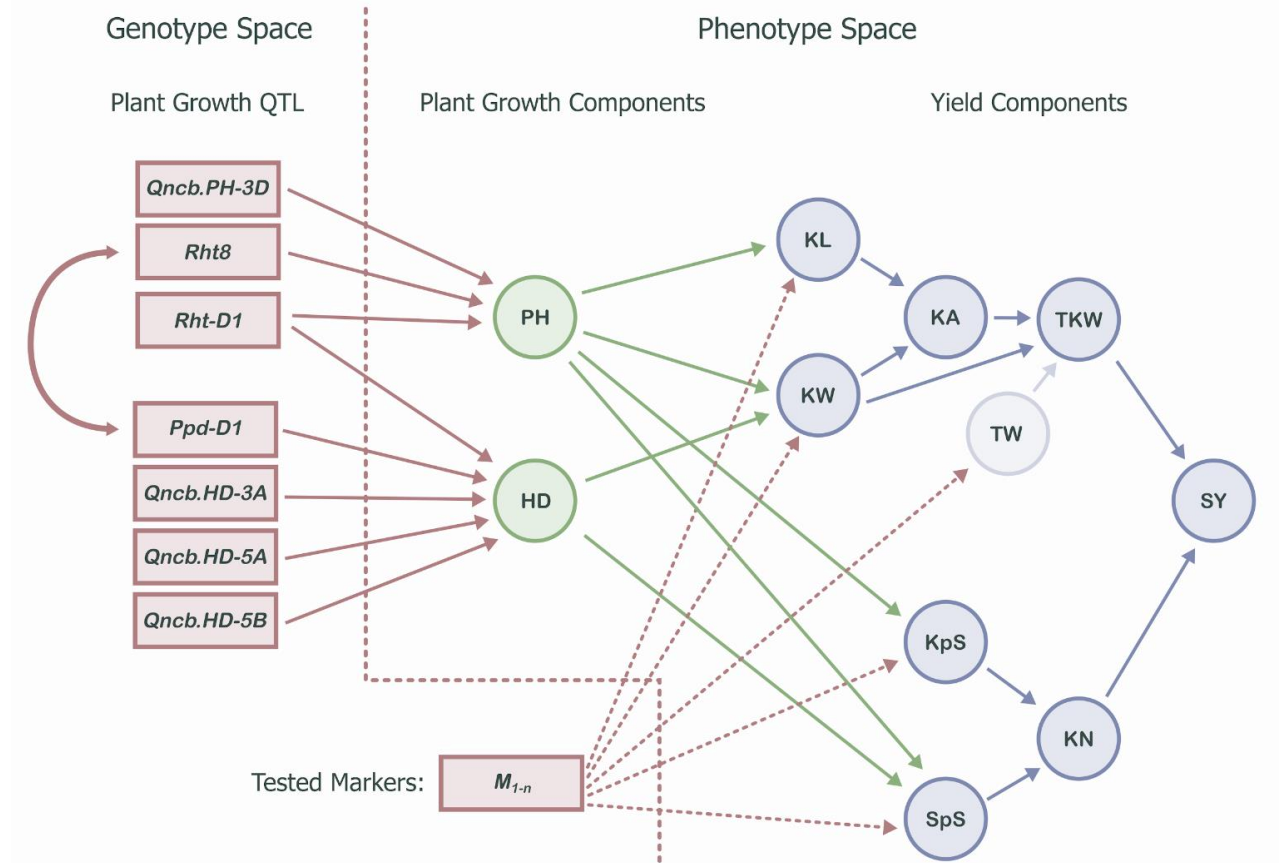 Genotype Space
Phenotype Space
Plant Growth QTL
Plant Growth Components
Yield Components
Qncb.PH-3D
Rht8
Rht-D1
Ppd-D1
Qncb.HD-3A
Qncb.HD-5A
Qncb.HD-5B
PH
HD
KL
KW
KA
TKW
TW
SY
KpS
KN
SpS
Tested Markers:
M1-n